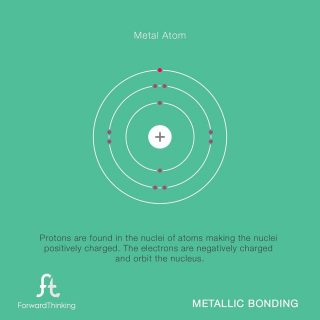 Metal Atom
+
Protons are found in the nuclei of atoms making the nuclei
positively charged. The electrons are negatively charged
and orbit the nucleus.
ft
ForwardThinking
METALLIC BONDING